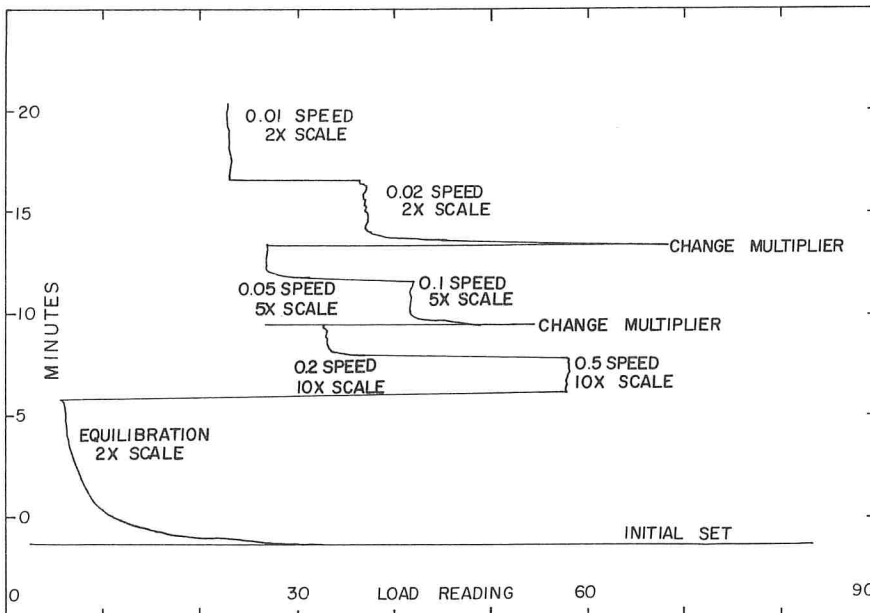 20
0.01 SPEED
2X SCALE
0.02 SPEED
2X SCALE
15
CHANGE MULTIPLIER
0.05 SPEED
5X SCALE
0.1 SPEED
5X SCALE
10
CHANGE MULTIPLIER
MINUTES
0.2 SPEED
10X SCALE
0.5 SPEED
10X SCALE
5
EQUILIBRATION
2X SCALE
0
INITIAL SET
0 30 LOAD READING 60 90